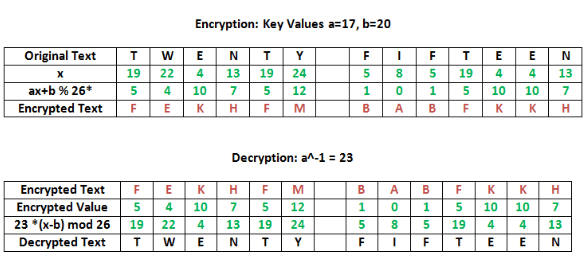 Encryption: Key Values a=17, b=20
Original Text T W E N T Y F I F T E E N
x 19 22 4 13 19 24 5 8 5 19 4 4 13
ax+b % 26* 5 4 10 7 5 12 1 0 1 5 10 10 7
Encrypted Text F E K H F M B A B F K K H
Decryption: a^-1 = 23
Encrypted Text F E K H F M B A B F K K H
Encrypted Value 5 4 10 7 5 12 1 0 1 5 10 10 7
23 *(x-b) mod 26 19 22 4 13 19 24 5 8 5 19 4 4 13
Decrypted Text T W E N T Y F I F T E E N